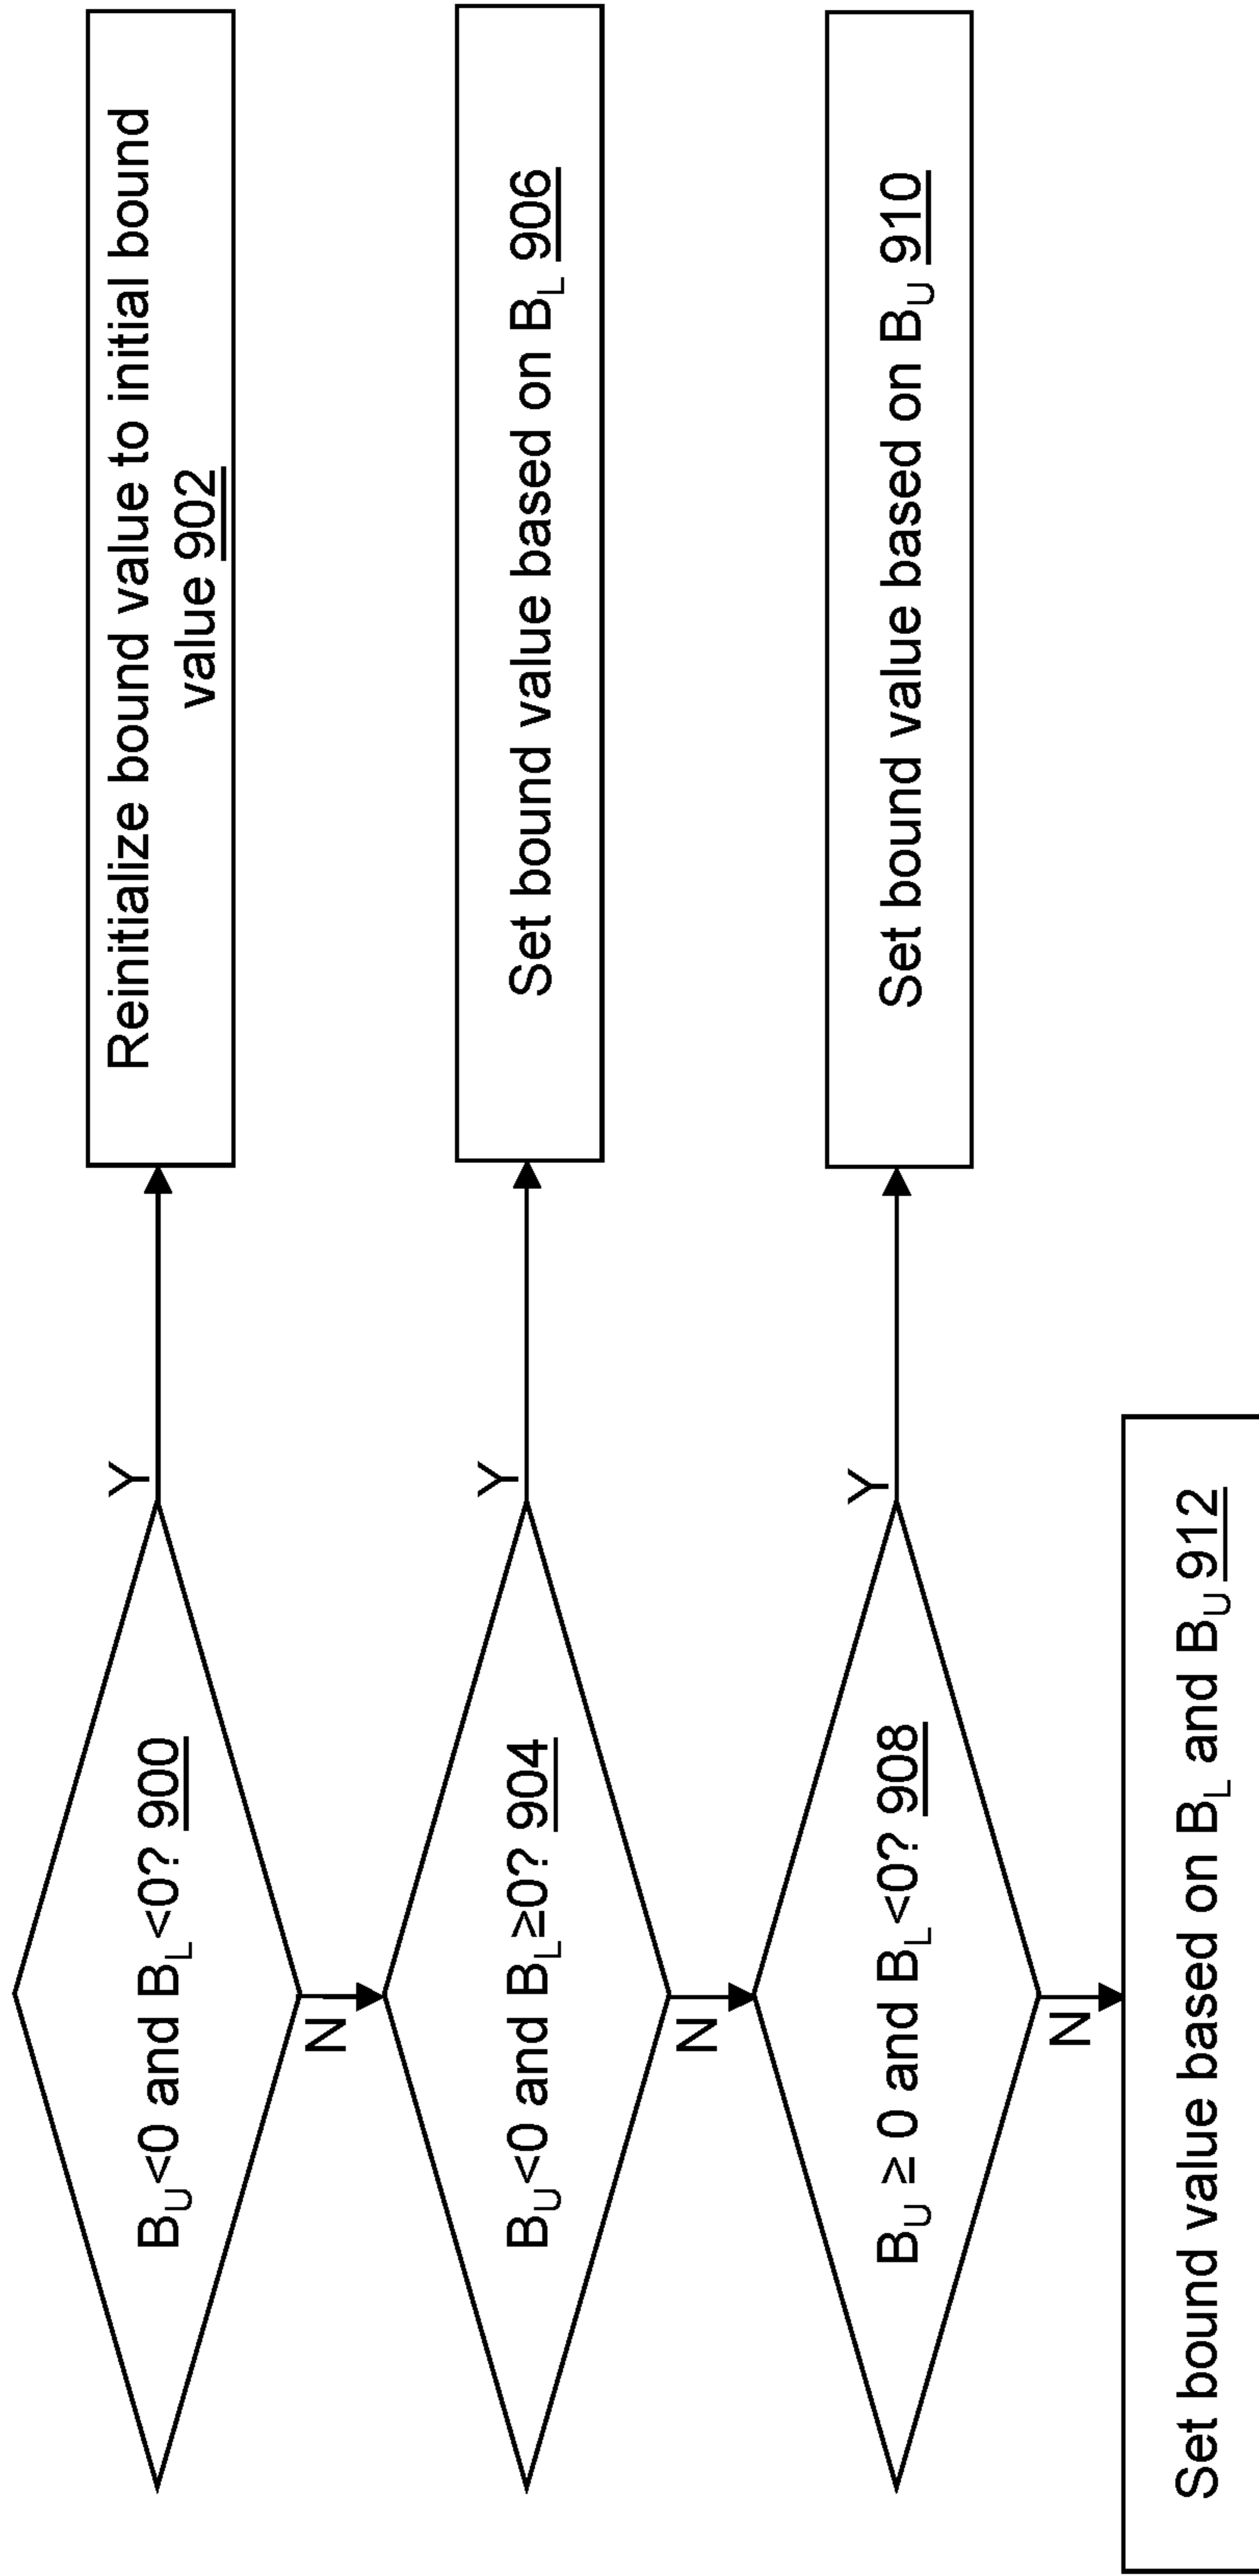 B_U<0 and B_L<0? 900
Y
Reinitialize bound value to initial bound
value 902
N
B_U<0 and B_L≥0? 904
Y
Set bound value based on B_L 906
N
B_U ≥ 0 and B_L<0? 908
Y
Set bound value based on B_U 910
N
Set bound value based on B_L and B_U 912